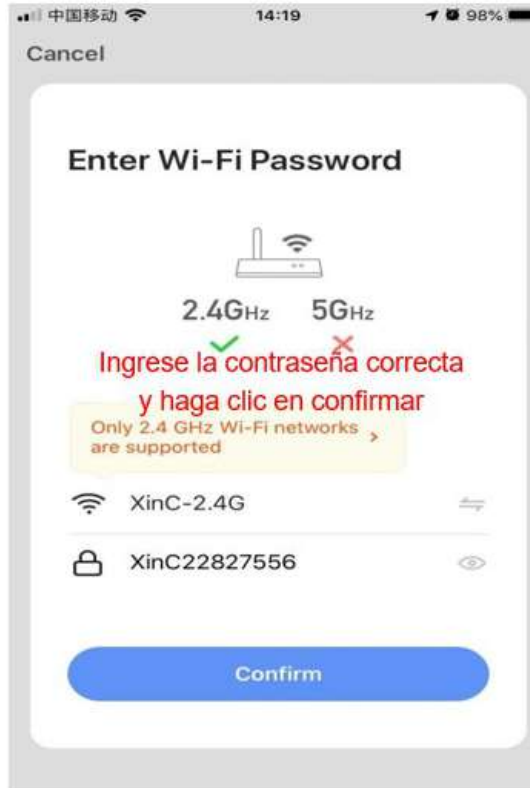 中国移动 14:19 98%
Cancel
Enter Wi-Fi Password
2.4GHz 5GHz
Ingrese la contraseña correcta
y haga clic en confirmar
Only 2.4 GHz Wi-Fi networks
are supported
XinC-2.4G
XinC22827556
Confirm